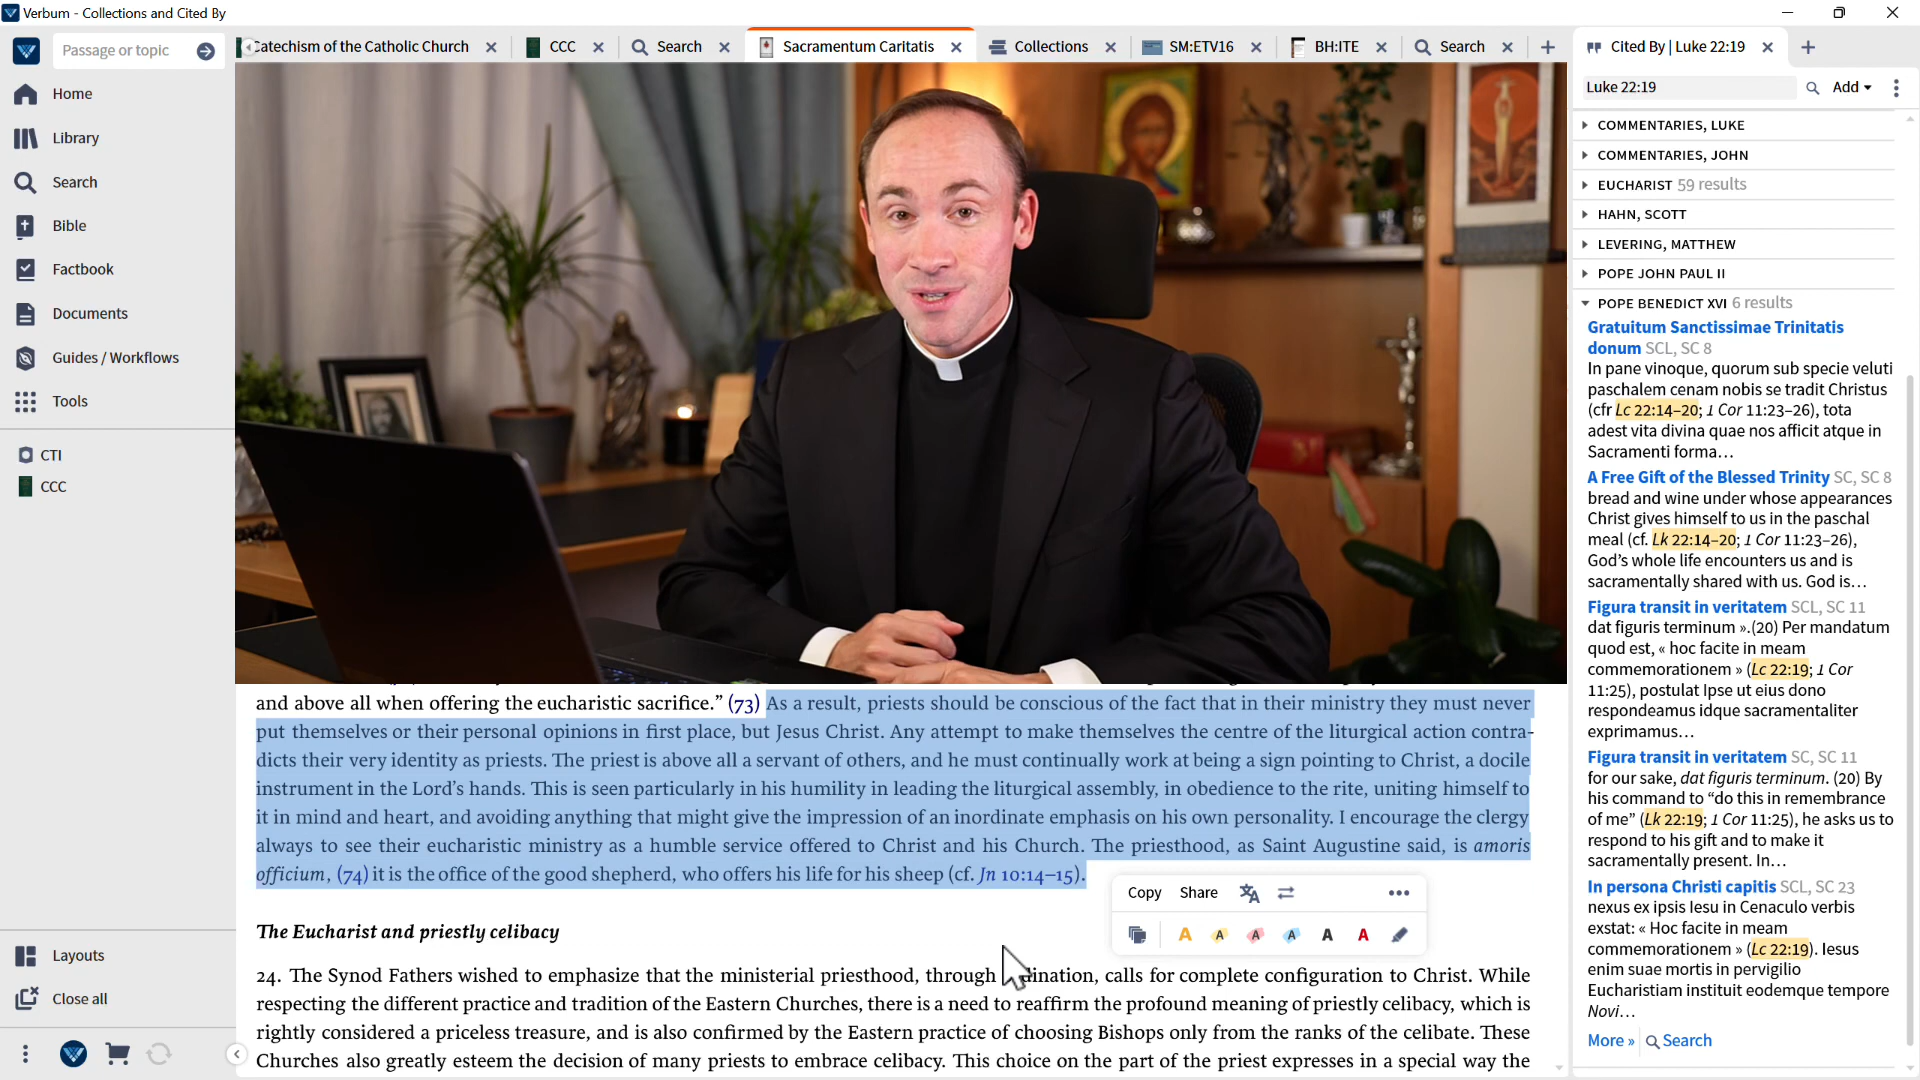 Verbum - Collections and Cited By
Passage or topic
Catechism of the Catholic Church
CCC
Search
Sacramentum Caritatis
Collections
SM:ETV16
BH:ITE
Search
Cited By | Luke 22:19
Home
Library
Search
Bible
Factbook
Documents
Guides / Workflows
Tools
CTI
CCC
Layouts
Close all
and above all when offering the eucharistic sacrifice.” (73) As a result, priests should be conscious of the fact that in their ministry they must never
put themselves or their personal opinions in first place, but Jesus Christ. Any attempt to make themselves the centre of the liturgical action contra-
dicts their very identity as priests. The priest is above all a servant of others, and he must continually work at being a sign pointing to Christ, a docile
instrument in the Lord’s hands. This is seen particularly in his humility in leading the liturgical assembly, in obedience to the rite, uniting himself to
it in mind and heart, and avoiding anything that might give the impression of an inordinate emphasis on his own personality. I encourage the clergy
always to see their eucharistic ministry as a humble service offered to Christ and his Church. The priesthood, as Saint Augustine said, is amoris
officium, (74) it is the office of the good shepherd, who offers his life for his sheep (cf. Jn 10:14–15).
Copy Share
The Eucharist and priestly celibacy
24. The Synod Fathers wished to emphasize that the ministerial priesthood, through calls for complete configuration to Christ. While
respecting the different practice and tradition of the Eastern Churches, there is a need to reaffirm the profound meaning of priestly celibacy, which is
rightly considered a priceless treasure, and is also confirmed by the Eastern practice of choosing Bishops only from the ranks of the celibate. These
Churches also greatly esteem the decision of many priests to embrace celibacy. This choice on the part of the priest expresses in a special way the
Luke 22:19
Add
COMMENTARIES, LUKE
COMMENTARIES, JOHN
EUCHARIST 59 results
HAHN, SCOTT
LEVERING, MATTHEW
POPE JOHN PAUL II
POPE BENEDICT XVI 6 results
Gratuitum Sanctissimae Trinitatis
donum SCL, SC 8
In pane vinoque, quorum sub specie veluti
paschalem cenam nobis se tradit Christus
(cfr Lc 22:14–20; 1 Cor 11:23–26), tota
adest vita divina quae nos afficit atque in
Sacramenti forma…
A Free Gift of the Blessed Trinity SC, SC 8
bread and wine under whose appearances
Christ gives himself to us in the paschal
meal (cf. Lk 22:14–20; 1 Cor 11:23–26),
God’s whole life encounters us and is
sacramentally shared with us. God is…
Figura transit in veritatem SCL, SC 11
dat figuris terminum ».(20) Per mandatum
quod est, « hoc facite in meam
commemorationem » (Lc 22:19; 1 Cor
11:25), postulat Ipse ut eius dono
respondeamus idque sacramentaliter
exprimamus…
Figura transit in veritatem SC, SC 11
for our sake, dat figuris terminum. (20) By
his command to “do this in remembrance
of me” (Lk 22:19; 1 Cor 11:25), he asks us to
respond to his gift and to make it
sacramentally present. In…
In persona Christi capitis SCL, SC 23
nexus ex ipsis Iesu in Cenaculo verbis
exstat: « Hoc facite in meam
commemorationem » (Lc 22:19). Iesus
enim suae mortis in pervigilio
Eucharistiam instituit eodemque tempore
Novi…
More » Search